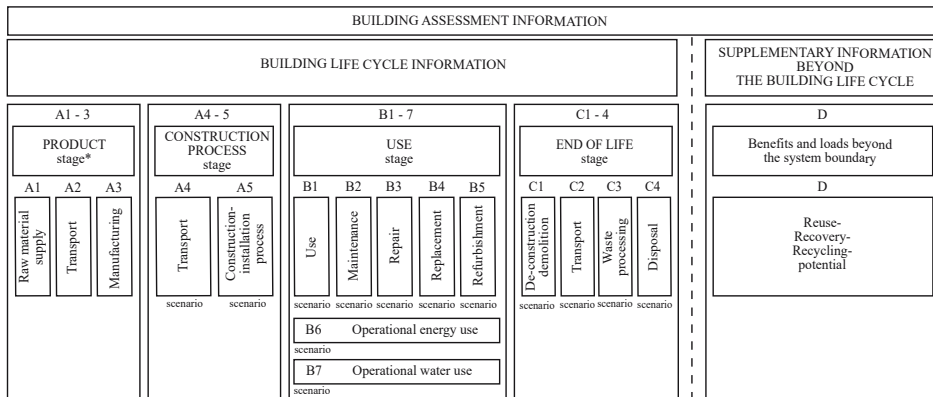 BUILDING ASSESSMENT INFORMATION
BUILDING LIFE CYCLE INFORMATION
SUPPLEMENTARY INFORMATION
BEYOND
THE BUILDING LIFE CYCLE
A1 - 3
PRODUCT
stage*
A1
A2
A3
Raw material
supply
Transport
Manufacturing
A4 - 5
CONSTRUCTION
PROCESS
stage
A4
A5
Transport
Construction-
installation
process
scenario
scenario
B1 - 7
USE
stage
B1
B2
B3
B4
B5
Use
Maintenance
Repair
Replacement
Refurbishment
scenario
scenario
scenario
scenario
scenario
B6 Operational energy use
scenario
B7 Operational water use
scenario
C1 - 4
END OF LIFE
stage
C1
C2
C3
C4
De-construction
demolition
Transport
Waste
processing
Disposal
scenario
scenario
scenario
scenario
D
Benefits and loads beyond
the system boundary
D
Reuse-
Recovery-
Recycling-
potential